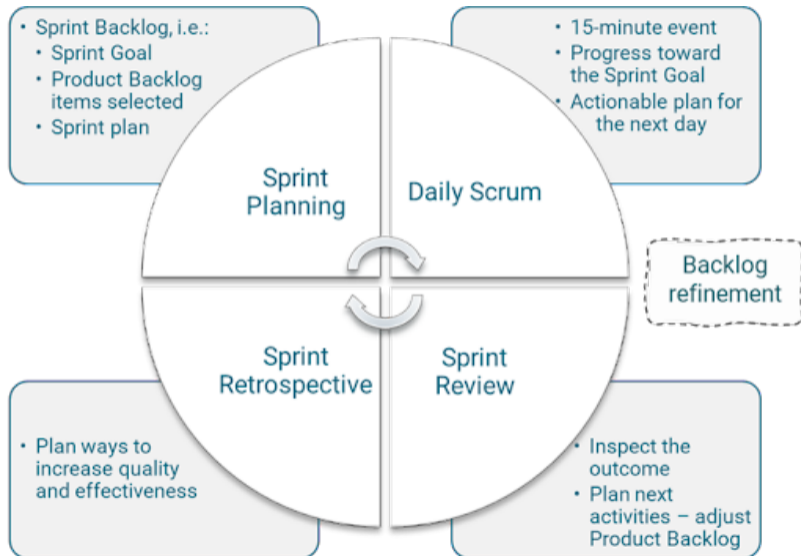 • Sprint Backlog, i.e.:
• Sprint Goal
• Product Backlog
items selected
• Sprint plan
• 15-minute event
• Progress toward
the Sprint Goal
• Actionable plan for
the next day
Sprint
Planning
Daily Scrum
Backlog
refinement
Sprint
Retrospective
Sprint
Review
• Plan ways to
increase quality
and effectiveness
• Inspect the
outcome
• Plan next
activities – adjust
Product Backlog